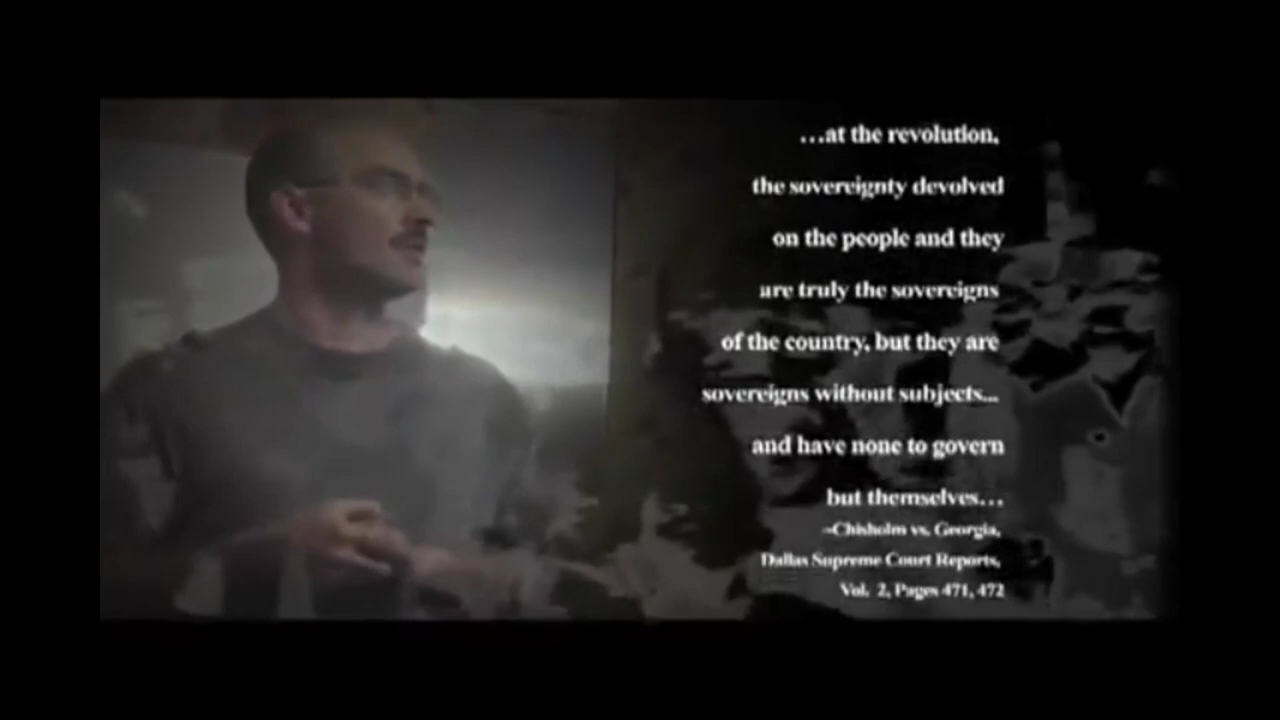 …at the revolution,
the sovereignty devolved
on the people and they
are truly the sovereigns
of the country, but they are
sovereigns without subjects...
and have none to govern
but themselves…
–Chisholm vs. Georgia,
Dallas Supreme Court Reports,
Vol. 2, Pages 471, 472